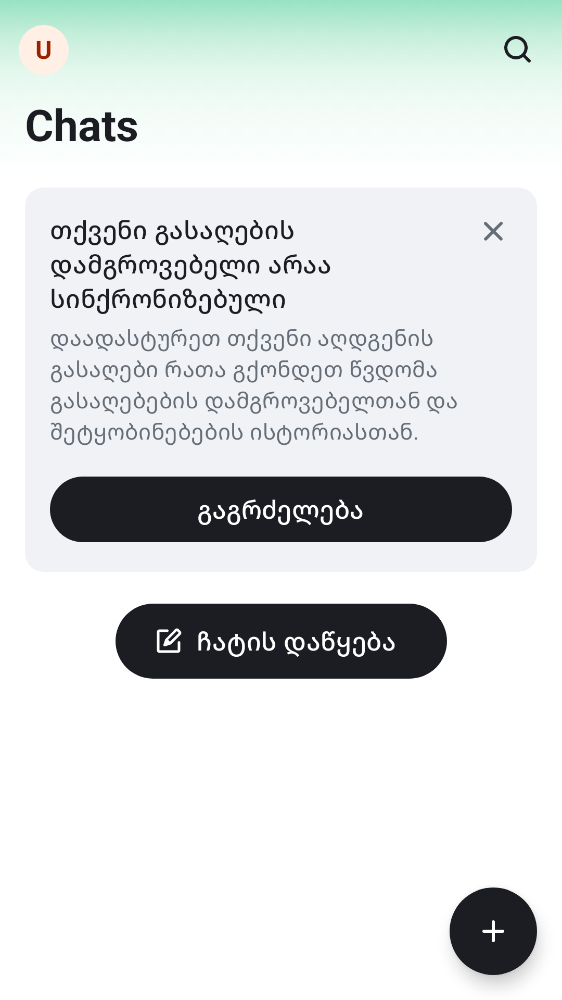 U
Chats
თქვენი გასაღების
დამგროვებელი არაა
სინქრონიზებული
დაადასტურეთ თქვენი აღდგენის
გასაღები რათა გქონდეთ წვდომა
გასაღებების დამგროვებელთან და
შეტყობინებების ისტორიასთან.
გაგრძელება
ჩატის დაწყება